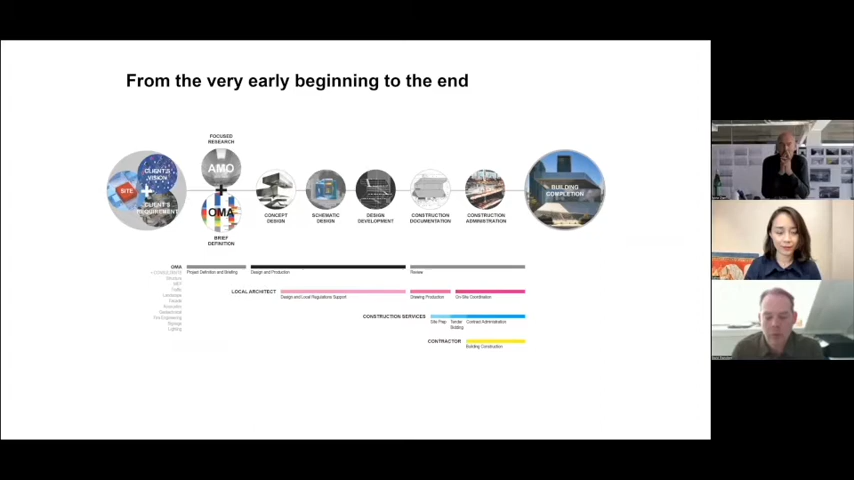 From the very early beginning to the end
FOCUSED
RESEARCH
CLIENT'S
VISION
SITE
CLIENT'S
REQUIREMENT
AMO
OMA
BRIEF
DEFINITION
CONCEPT
DESIGN
SCHEMATIC
DESIGN
DESIGN
DEVELOPMENT
CONSTRUCTION
DOCUMENTATION
CONSTRUCTION
ADMINISTRATION
BUILDING
COMPLETION
OMA
+ CONSULTANTS
Structure
MEP
Traffic
Landscape
Facade
Acoustics
Geotechnical
Fire Engineering
Signage
Lighting
Project Definition and Briefing
Design and Production
Review
LOCAL ARCHITECT
Design and Local Regulations Support
Drawing Production
On-Site Coordination
CONSTRUCTION SERVICES
Site Prep
Tender
Bidding
Contract Administration
CONTRACTOR
Building Construction